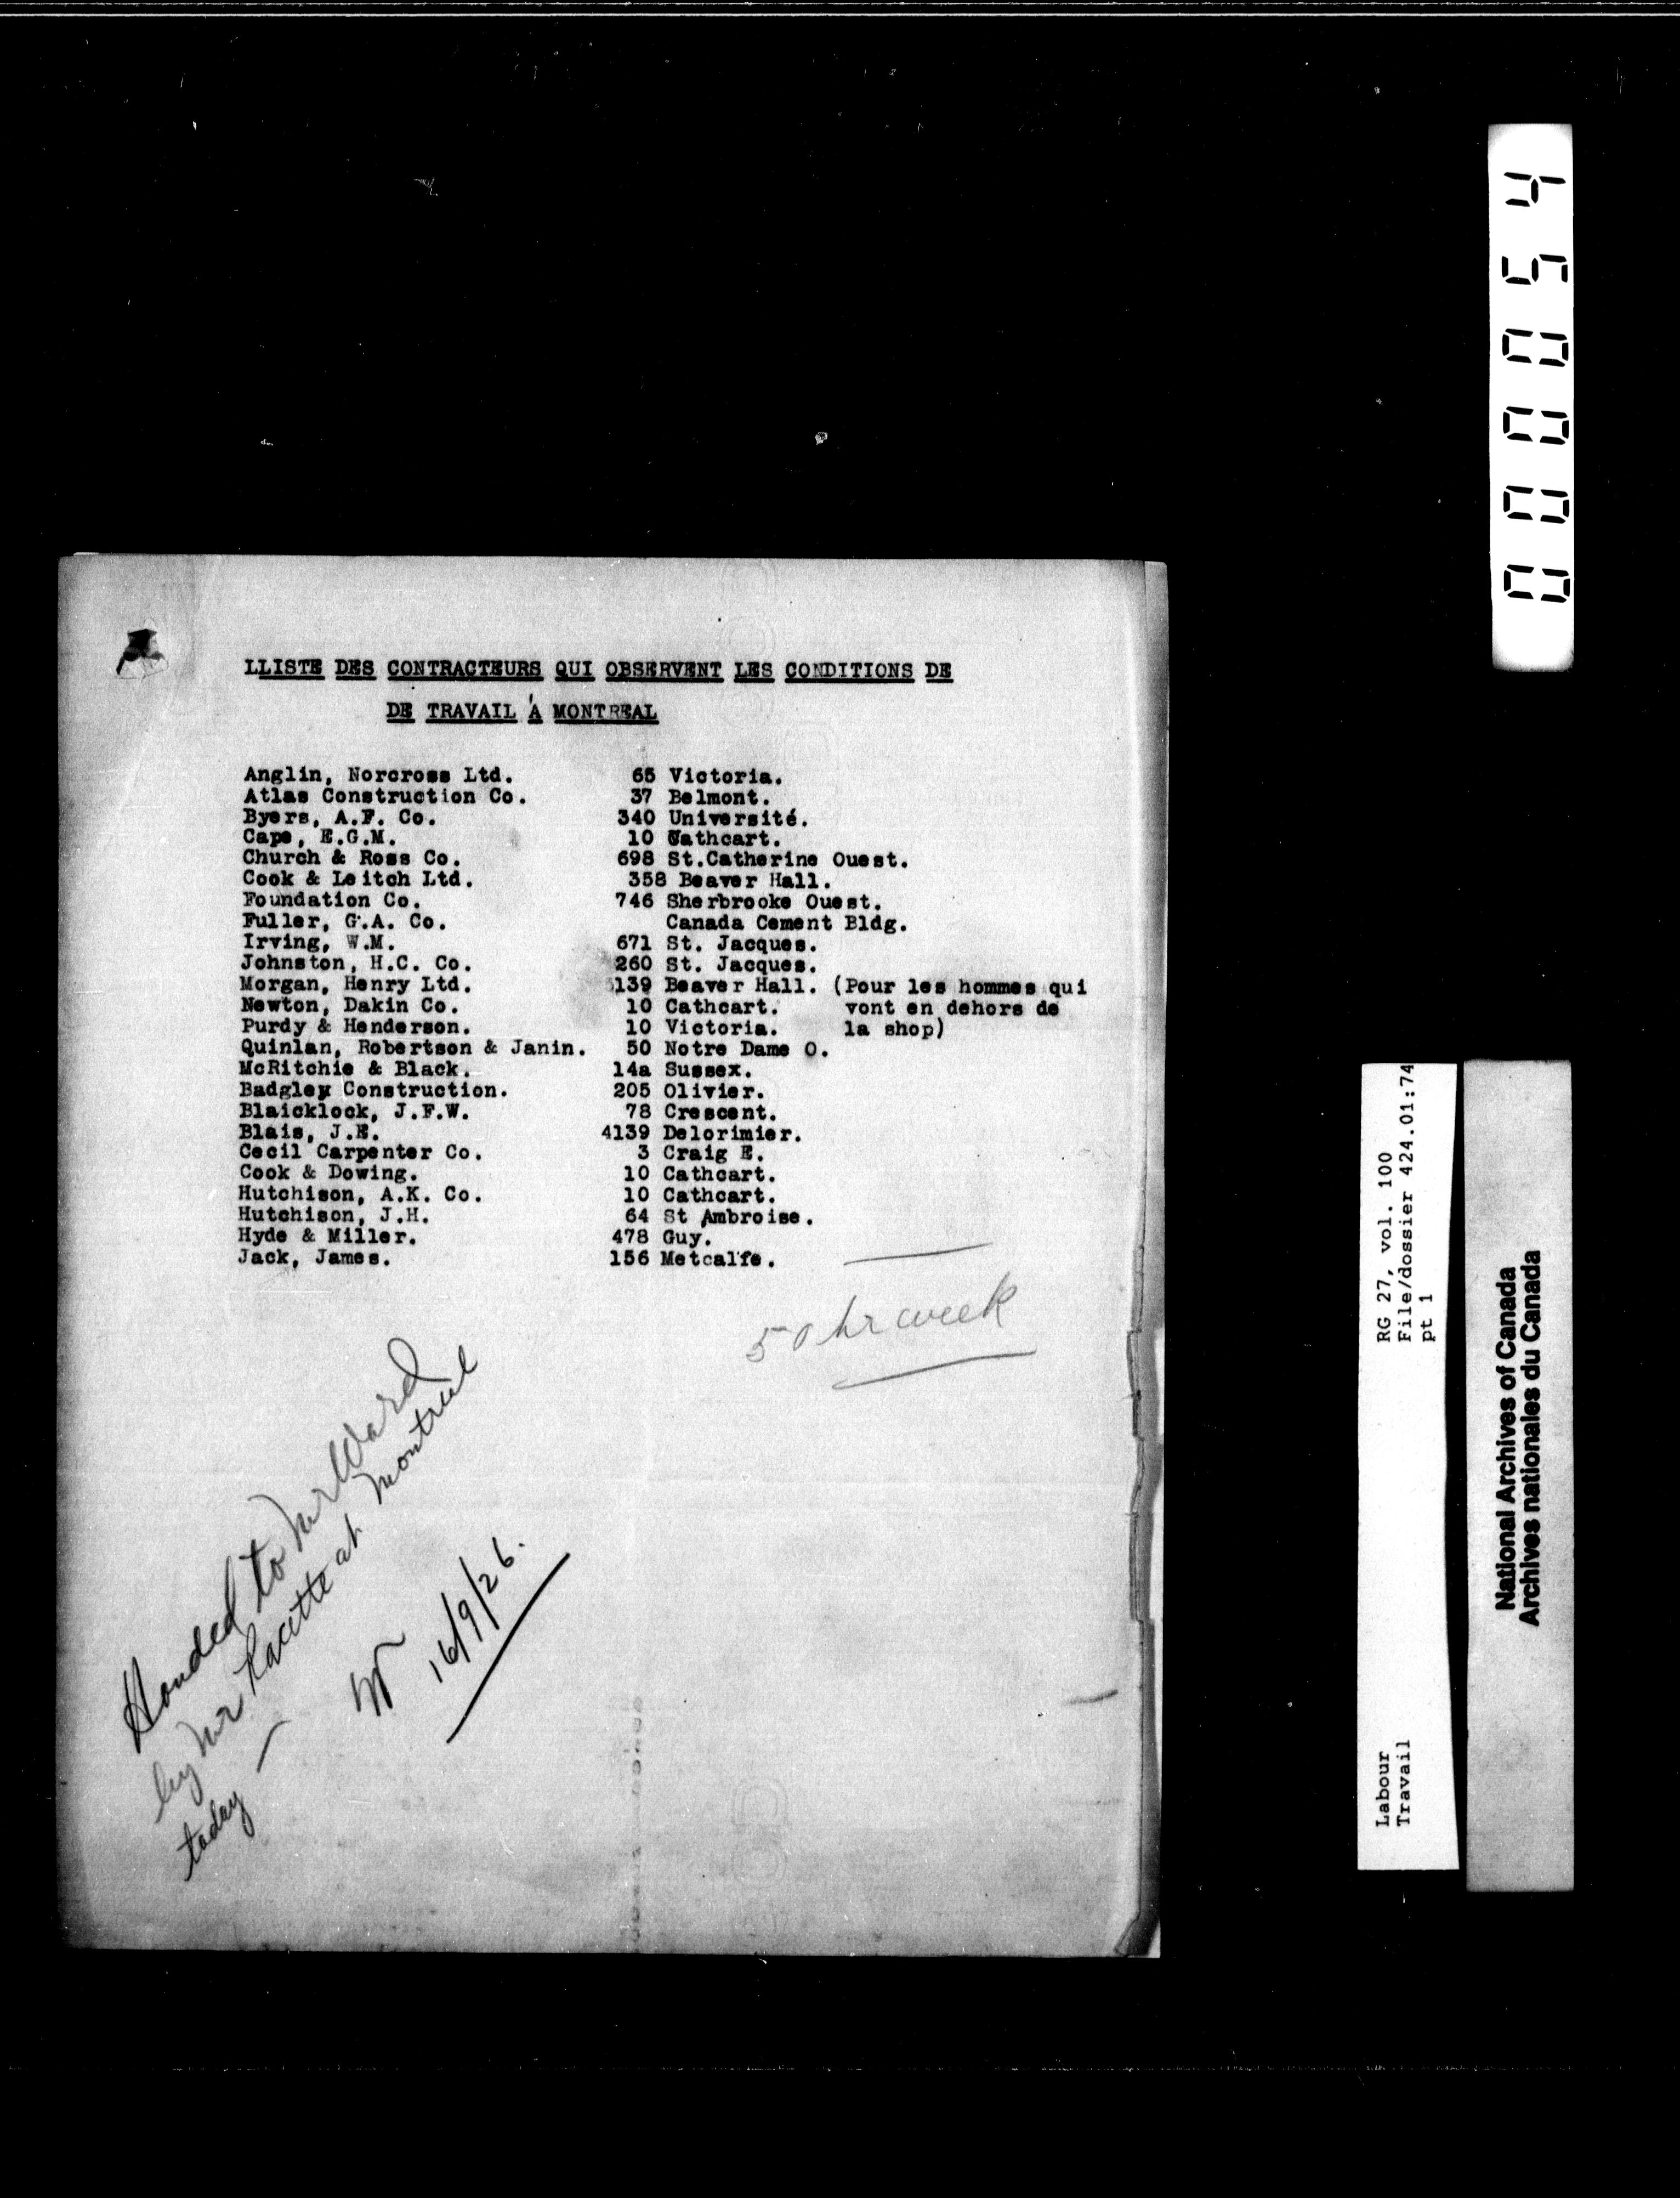 LLISTE DES CONTRACTEURS QUI OBSERVENT LES CONDITIONS DE
DE TRAVAIL À MONTREAL
Anglin, Norcross Ltd. 65 Victoria.
Atlas Construction Co. 37 Belmont.
Byers, A.F. Co. 340 Université.
Cape, E.G.M. 10 Cathcart.
Church & Ross Co. 698 St.Catherine Ouest.
Cook & Leitch Ltd. 358 Beaver Hall.
Foundation Co. 746 Sherbrooke Ouest.
Fuller, G.A. Co. Canada Cement Bldg.
Irving, W.M. 671 St. Jacques.
Johnston, H.C. Co. 260 St. Jacques.
Morgan, Henry Ltd. 139 Beaver Hall. (Pour les hommes qui
Newton, Dakin Co. 10 Cathcart. vont en dehors de
Purdy & Henderson. 10 Victoria. la shop)
Quinlan, Robertson & Janin. 50 Notre Dame O.
McRitchie & Black. 14a Sussex.
Badgley Construction. 205 Olivier.
Blaicklock, J.F.W. 78 Crescent.
Blais, J.E. 4139 Delorimier.
Cecil Carpenter Co. 3 Craig E.
Cook & Dowing. 10 Cathcart.
Hutchison, A.K. Co. 10 Cathcart.
Hutchison, J.H. 64 St Ambroise.
Hyde & Miller. 478 Guy.
Jack, James. 156 Metcalfe.
50 hr week
Handed to Mr Ward
by Mr Racette at Montreal
today —
16/9/26.
000054
RG 27, vol. 100
File/dossier 424.01:74
pt 1
Labour
Travail
National Archives of Canada
Archives nationales du Canada